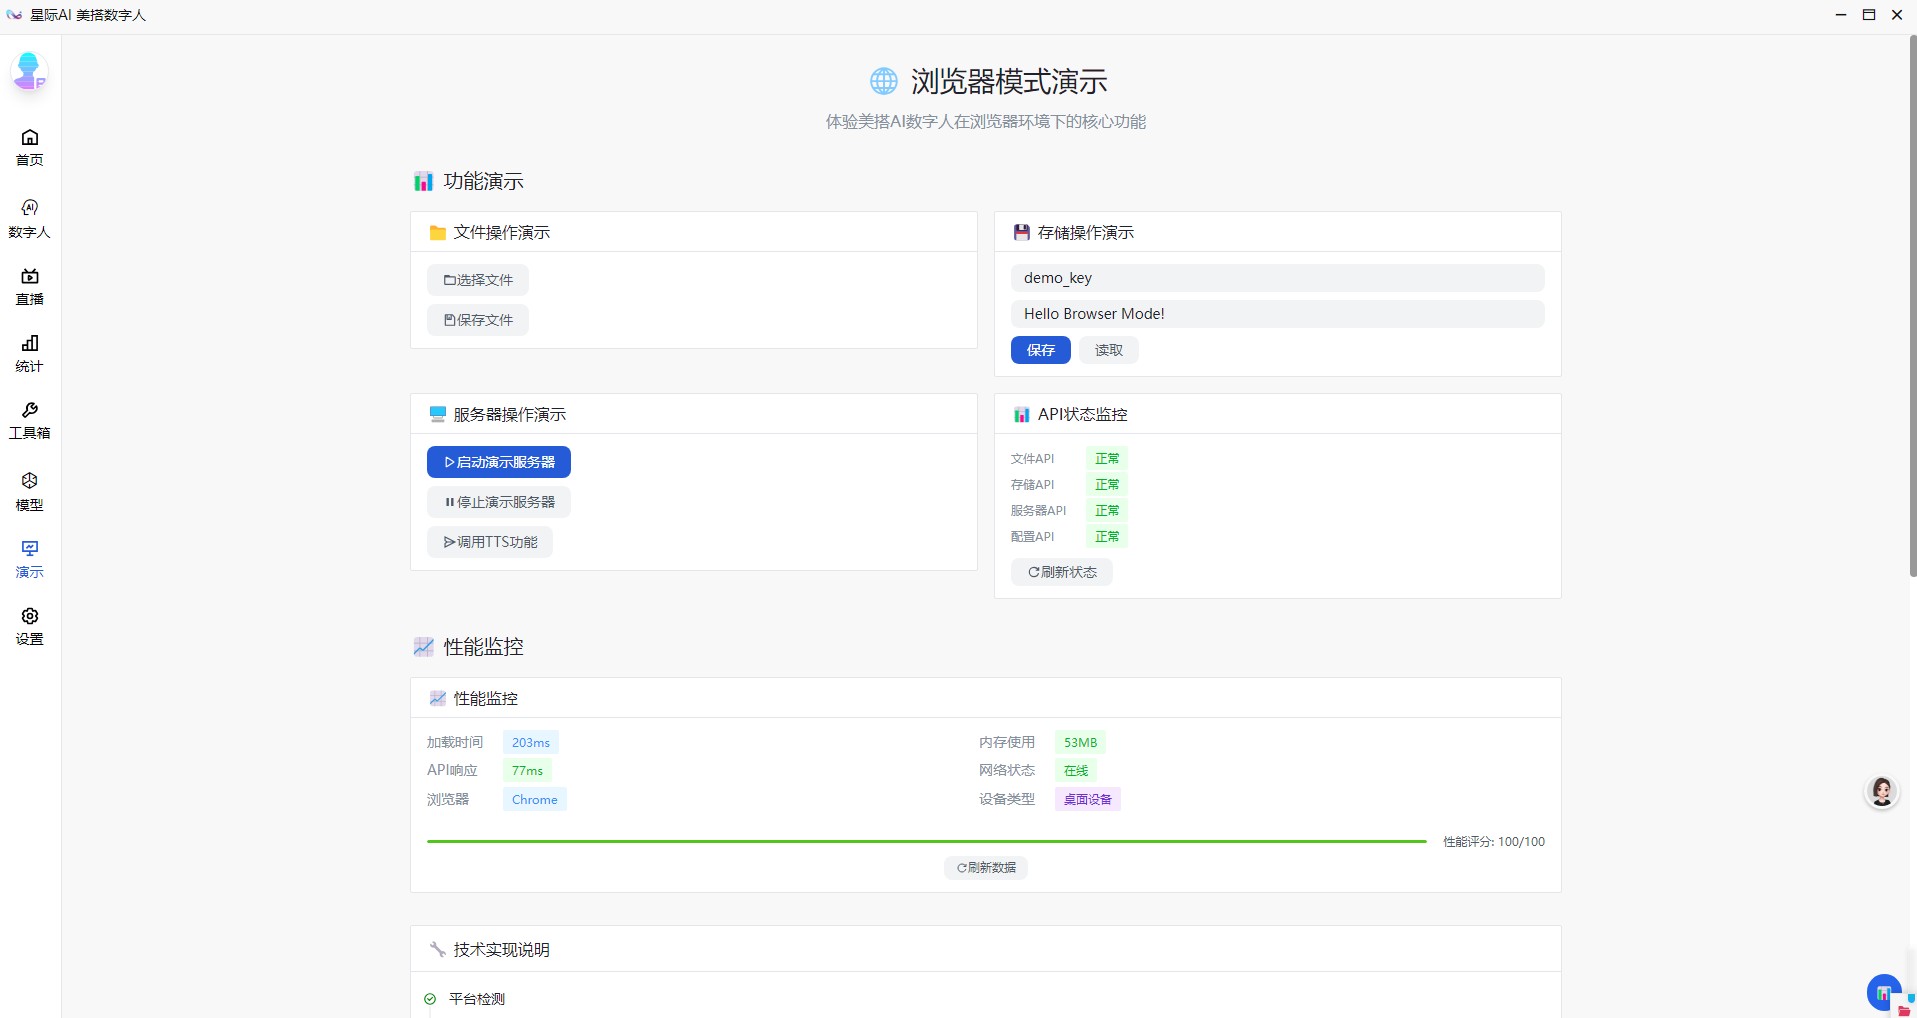 星际AI 美搭数字人
首页
数字人
直播
统计
工具箱
模型
演示
设置
浏览器模式演示
体验美搭AI数字人在浏览器环境下的核心功能
功能演示
文件操作演示
选择文件
保存文件
存储操作演示
demo_key
Hello Browser Mode!
保存 读取
服务器操作演示
启动演示服务器
停止演示服务器
调用TTS功能
API状态监控
文件API 正常
存储API 正常
服务器API 正常
配置API 正常
刷新状态
性能监控
性能监控
加载时间 203ms 内存使用 53MB
API响应 77ms 网络状态 在线
浏览器 Chrome 设备类型 桌面设备
性能评分: 100/100
刷新数据
技术实现说明
平台检测